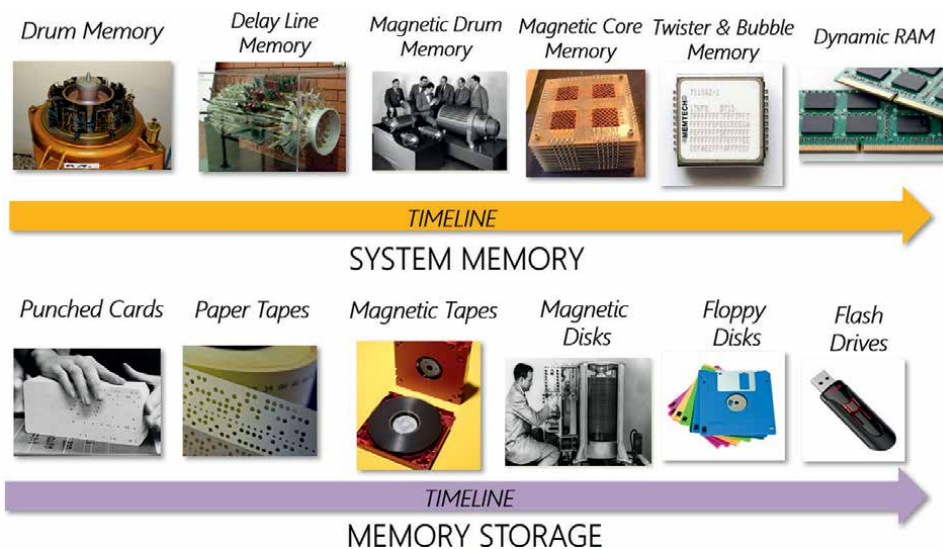 Drum Memory
Delay Line
Memory
Magnetic Drum
Memory
Magnetic Core
Memory
Twister & Bubble
Memory
Dynamic RAM
MEMTECH
TIMELINE
SYSTEM MEMORY
Punched Cards
Paper Tapes
Magnetic Tapes
Magnetic
Disks
Floppy
Disks
Flash
Drives
TIMELINE
MEMORY STORAGE